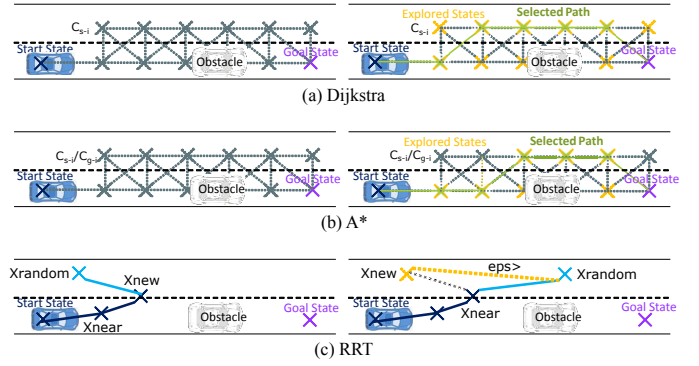 C_{s-i}
Start State
Obstacle
Goal State
Explored States
Selected Path
C_{s-i}
Start State
Obstacle
Goal State
(a) Dijkstra
C_{s-i}/C_{g-i}
Start State
Obstacle
Goal State
Explored States
Selected Path
C_{s-i}/C_{g-i}
Start State
Obstacle
Goal State
(b) A*
Xrandom
Xnew
Start State
Xnear
Obstacle
Goal State
Xnew
eps>
Xrandom
Start State
Xnear
Obstacle
Goal State
(c) RRT